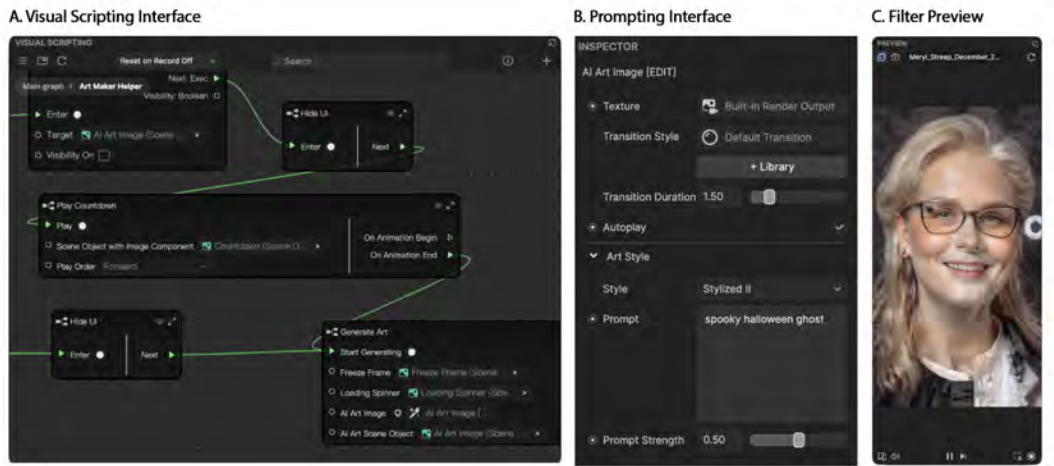 A. Visual Scripting Interface
VISUAL SCRIPTING
Reset on Record Off
Search
Main graph
Art Maker Helper
Next: Exec
Visibility: Boolean
Enter
Target
AI Art Image (Scene ...
Visibility On
Hide UI
Enter
Next
Play Countdown
Play
Scene Object with Image Component
Countdown (Scene O...
Play Order
Forward
On Animation Begin
On Animation End
Hide UI
Enter
Next
Generate Art
Start Generating
Freeze Frame
Freeze Frame (Scene ...
Loading Spinner
Loading Spinner (Sce...
AI Art Image
AI Art Image [...
AI Art Scene Object
AI Art Image (Scene ...
B. Prompting Interface
INSPECTOR
AI Art Image [EDIT]
Texture
Built-In Render Output
Transition Style
Default Transition
+ Library
Transition Duration 1.50
Autoplay
Art Style
Style
Stylized II
Prompt
spooky halloween ghost
Prompt Strength 0.50
C. Filter Preview
PREVIEW
Meryl_Streep_December_2...